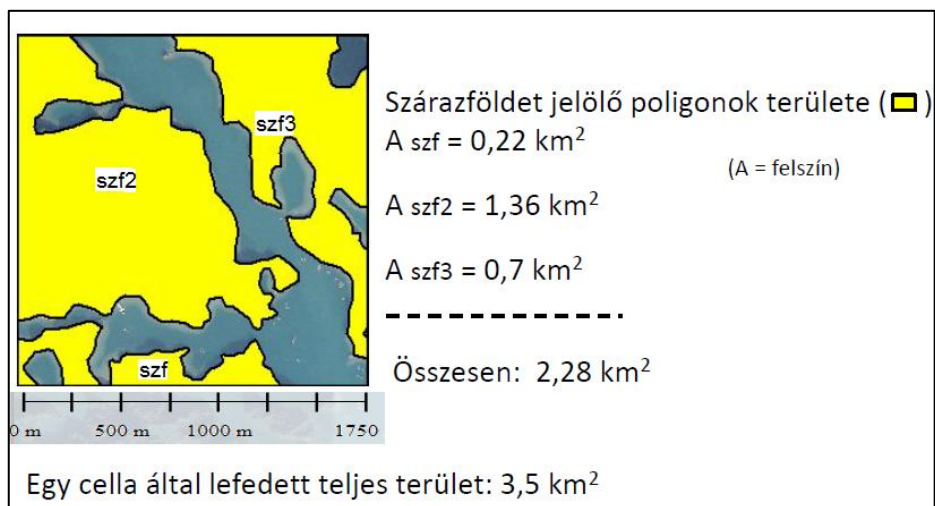 szf3
szf2
szf
0 m 500 m 1000 m 1750
Szárazföldet jelölő poligonok területe ( )
A szf = 0,22 km²
(A = felszín)
A szf2 = 1,36 km²
A szf3 = 0,7 km²
Összesen: 2,28 km²
Egy cella által lefedett teljes terület: 3,5 km²